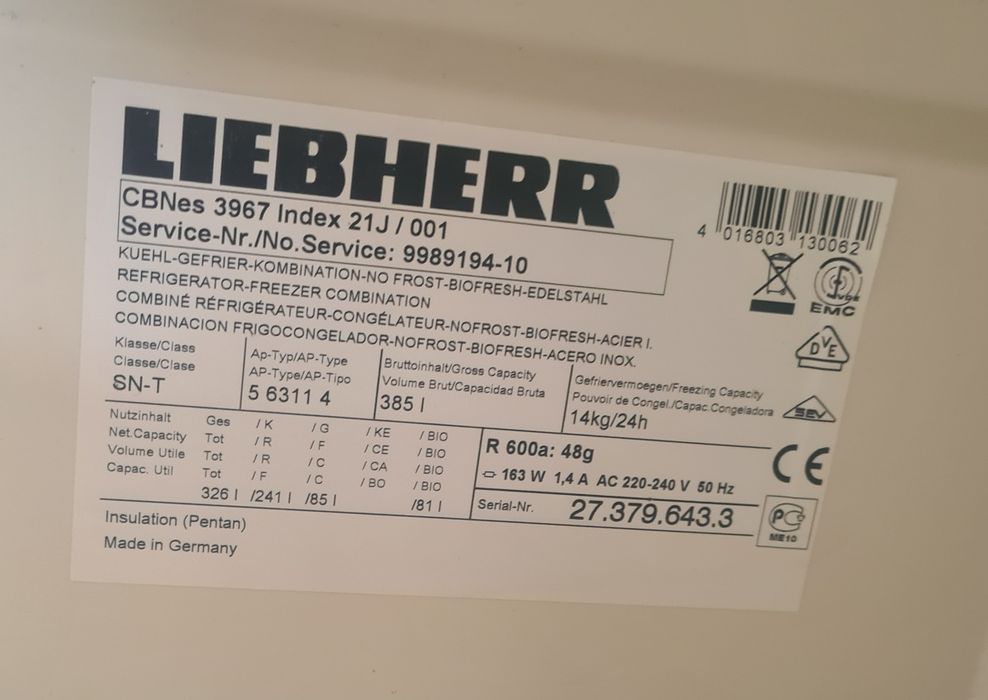 LIEBHERR
CBNes 3967 Index 21J / 001
Service-Nr./No.Service: 9989194-10
KUEHL-GEFRIER-KOMBINATION-NO FROST-BIOFRESH-EDELSTAHL
REFRIGERATOR-FREEZER COMBINATION
COMBINÉ RÉFRIGÉRATEUR-CONGÉLATEUR-NOFROST-BIOFRESH-ACIER I.
COMBINACION FRIGOCONGELADOR-NOFROST-BIOFRESH-ACERO INOX.
4 016803 130062
VDE
EMC
DVE
Klasse/Class
Classe/Clase
SN-T
Ap-Typ/AP-Type
AP-Type/AP-Tipo
5 6311 4
Bruttoinhalt/Gross Capacity
Volume Brut/Capacidad Bruta
385 l
Gefriervermoegen/Freezing Capacity
Pouvoir de Congel./Capac.Congeladora
14kg/24h
SEV
Nutzinhalt Ges / K / G / KE / BIO
Net.Capacity Tot / R / F / CE / BIO
Volume Utile Tot / R / C / CA / BIO
Capac. Util Tot / F / C / BO / BIO
326 l /241 l /85 l /81 l
R 600a: 48g
163 W 1,4 A AC 220-240 V 50 Hz
Serial-Nr. 27.379.643.3
CE
PC
ME10
Insulation (Pentan)
Made in Germany